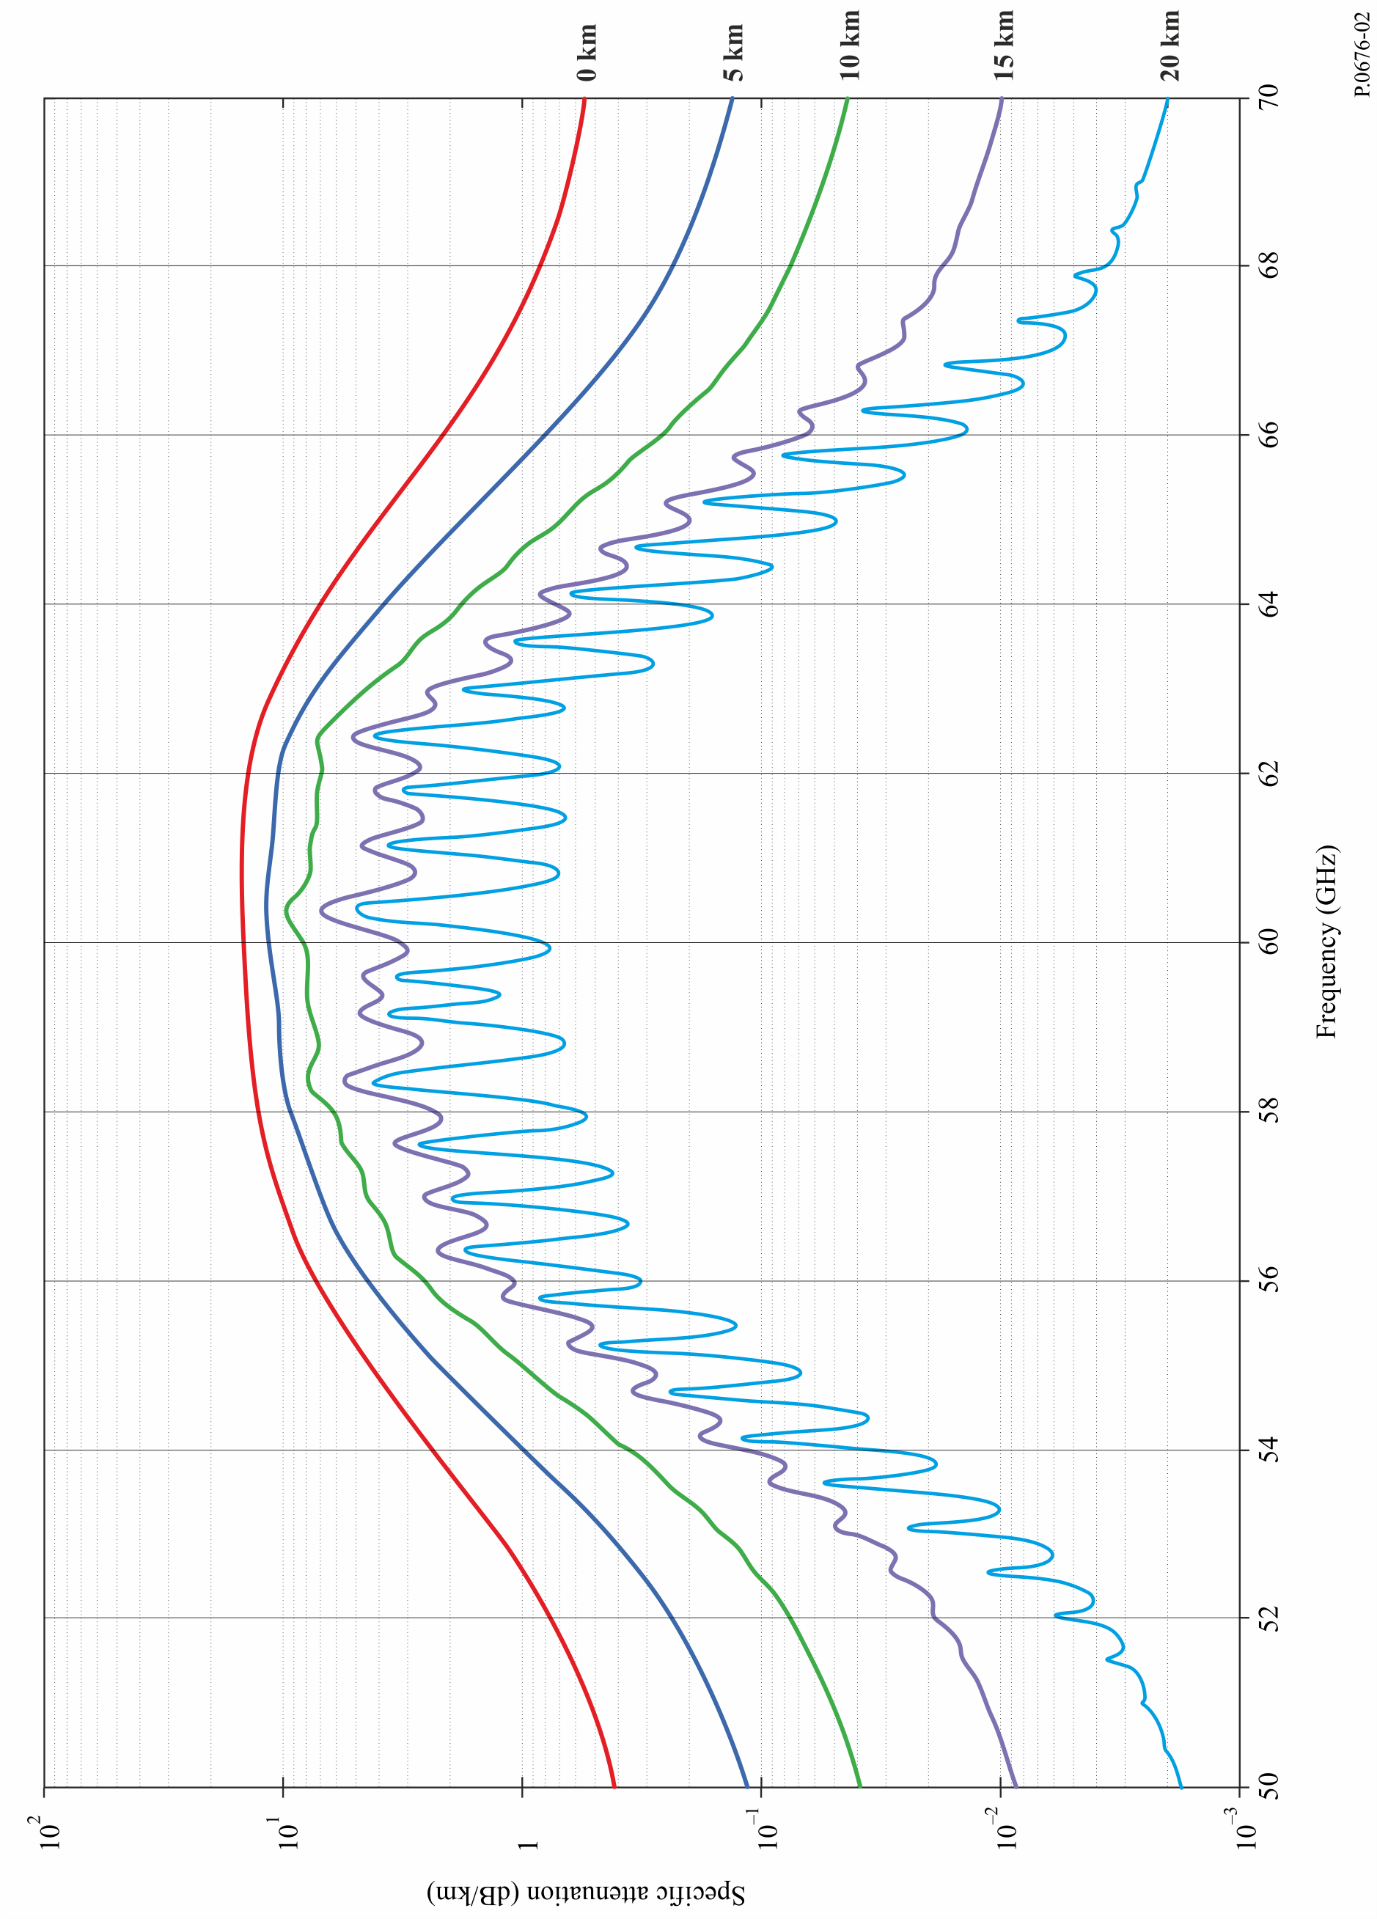 10²
10¹
1
10⁻¹
10⁻²
10⁻³
Specific attenuation (dB/km)
50
52
54
56
58
60
62
64
66
68
70
Frequency (GHz)
0 km
5 km
10 km
15 km
20 km
P.0676-02